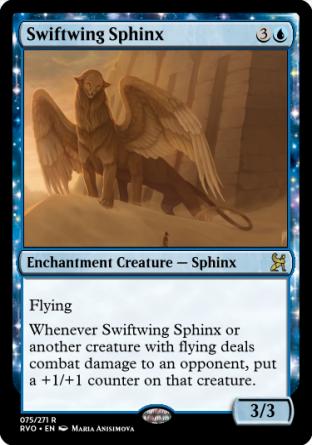 Swiftwing Sphinx 3
Enchantment Creature — Sphinx
Flying
Whenever Swiftwing Sphinx or
another creature with flying deals
combat damage to an opponent, put
a +1/+1 counter on that creature.
3/3
075/271 R
RVO • EN Maria Anisimova